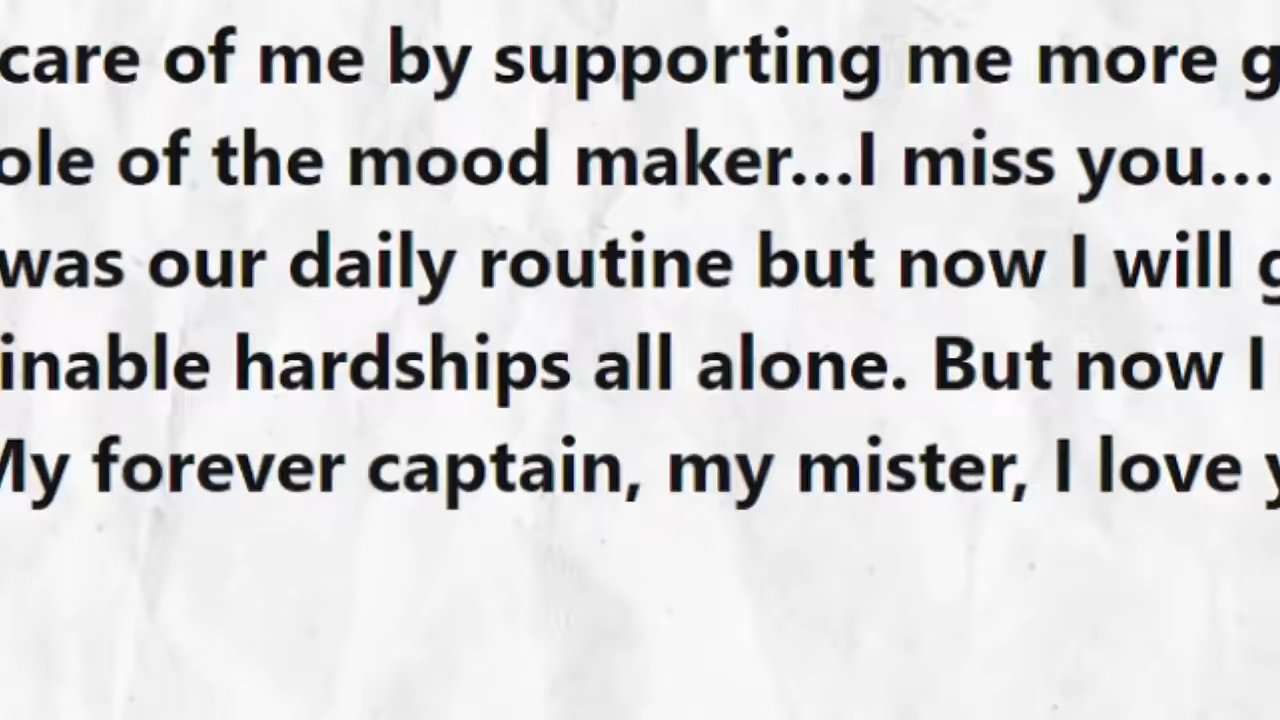 care of me by supporting me more g
ole of the mood maker...I miss you...
was our daily routine but now I will g
inable hardships all alone. But now I
My forever captain, my mister, I love y